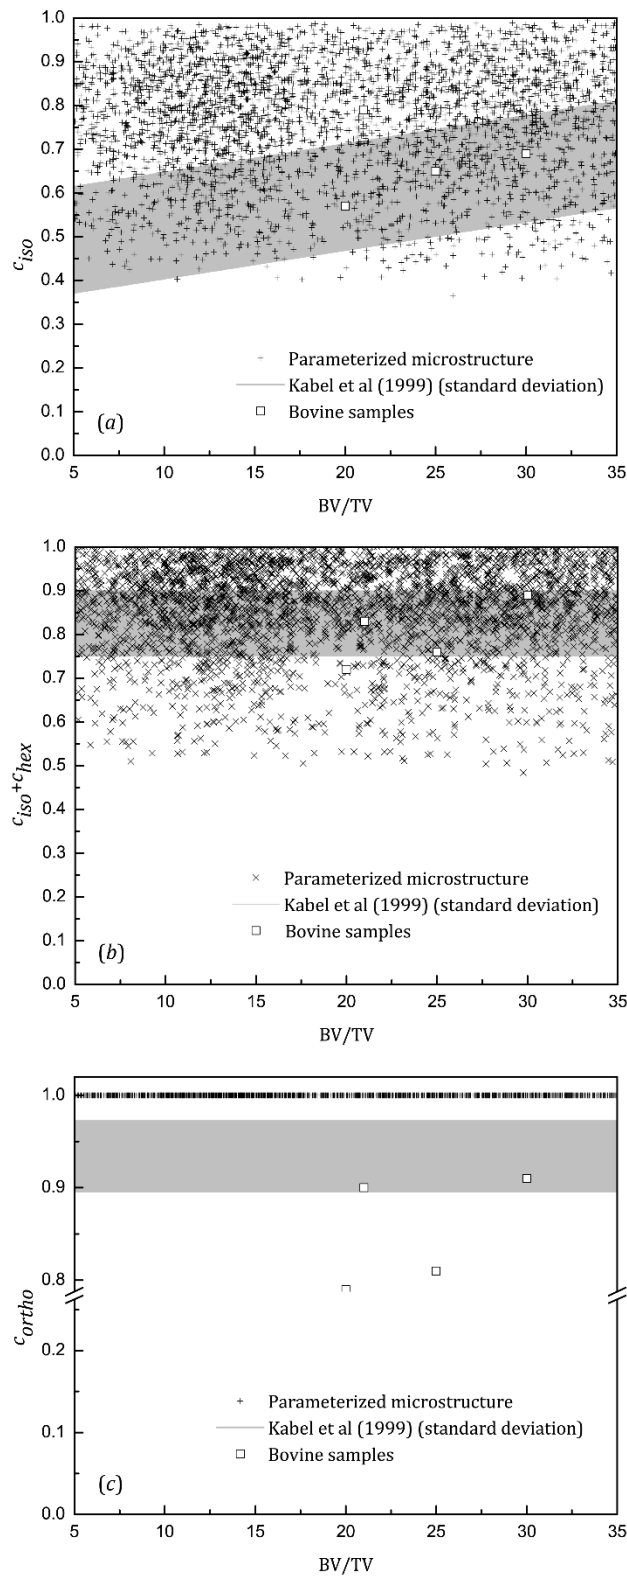 1.0
0.9
0.8
0.7
0.6
0.5
0.4
0.3
0.2
0.1
0.0
c_iso
Parameterized microstructure
Kabel et al (1999) (standard deviation)
Bovine samples
(a)
5 10 15 20 25 30 35
BV/TV
1.0
0.9
0.8
0.7
0.6
0.5
0.4
0.3
0.2
0.1
0.0
c_iso+c_hex
Parameterized microstructure
Kabel et al (1999) (standard deviation)
Bovine samples
(b)
5 10 15 20 25 30 35
BV/TV
1.0
0.9
0.8
0.2
0.1
0.0
c_ortho
Parameterized microstructure
Kabel et al (1999) (standard deviation)
Bovine samples
(c)
5 10 15 20 25 30 35
BV/TV